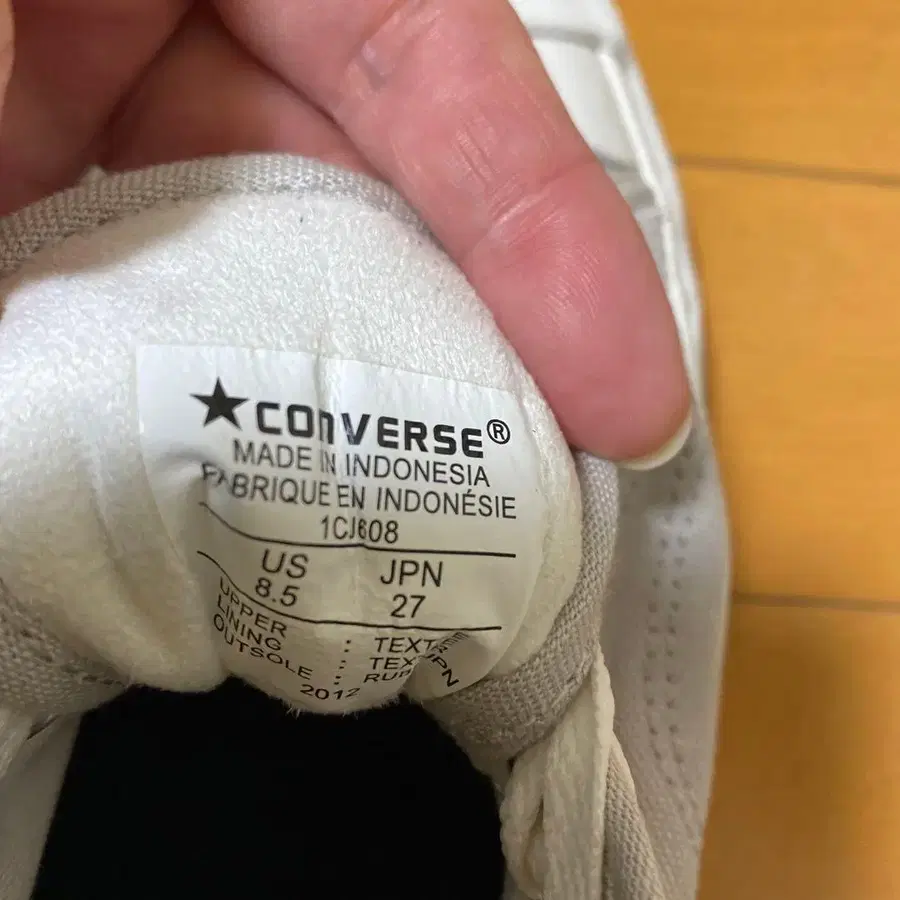 ★CONVERSE®
MADE IN INDONESIA
FABRIQUE EN INDONÉSIE
1CJ608
US JPN
8.5 27
UPPER : TEXT
LINING : TEX
OUTSOLE : RUB
2012
JPN